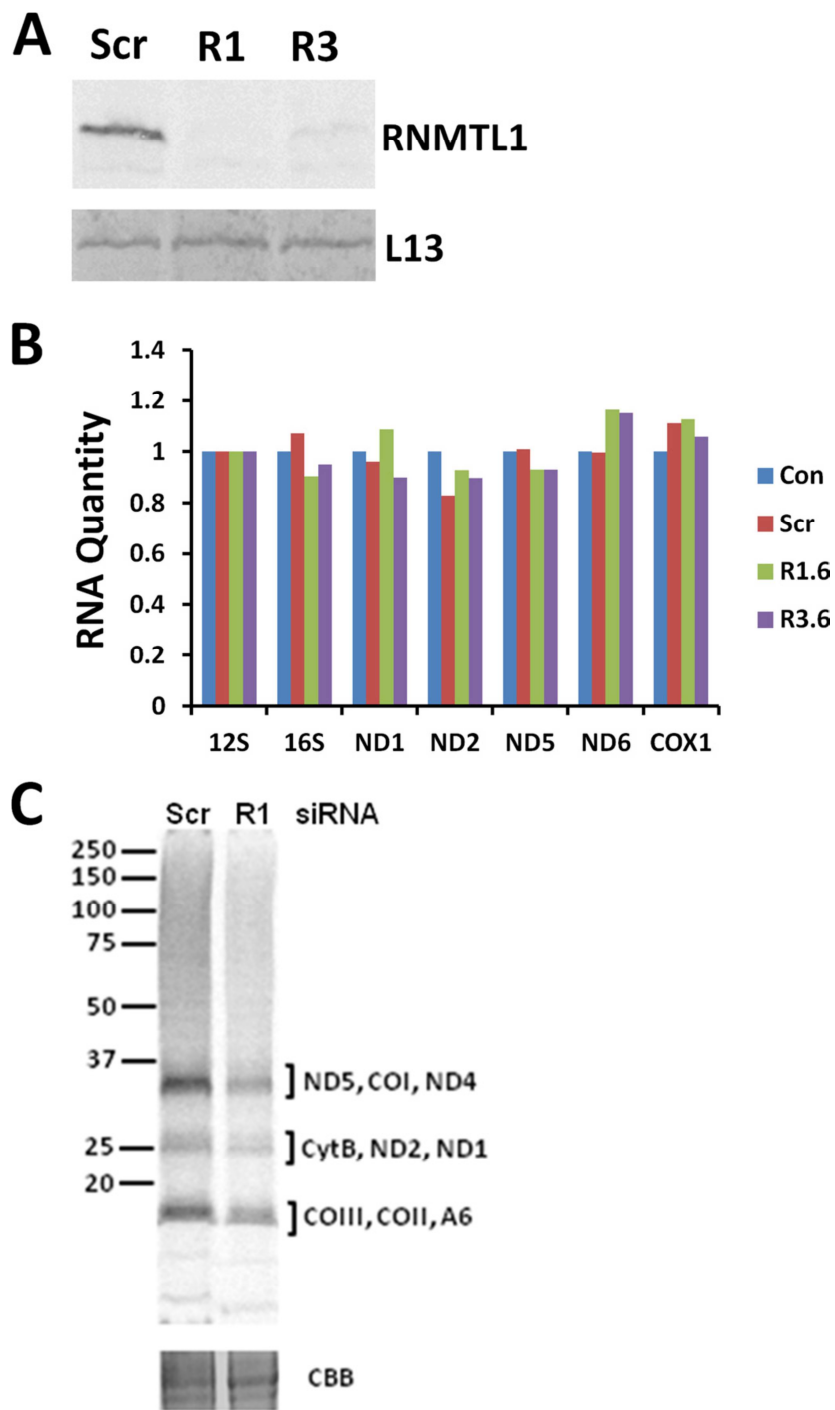 A
Scr R1 R3
RNMTL1
L13
B
RNA Quantity
1.4
1.2
1
0.8
0.6
0.4
0.2
0
12S 16S ND1 ND2 ND5 ND6 COX1
Con
Scr
R1.6
R3.6
C
Scr R1 siRNA
250
150
100
75
50
37
ND5, COI, ND4
25
CytB, ND2, ND1
20
COIII, COII, A6
CBB